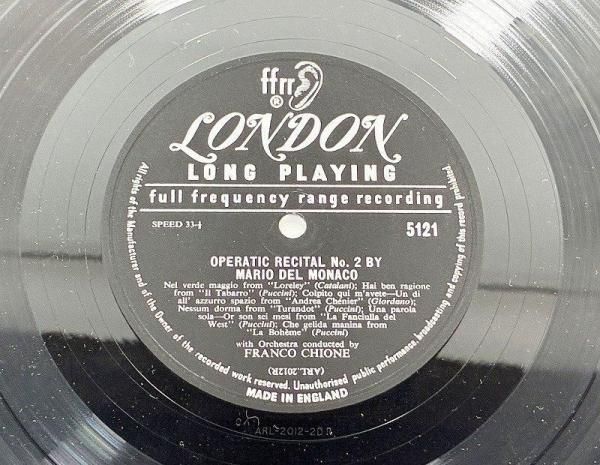 ffrr
®
LONDON
LONG PLAYING
full frequency range recording
SPEED 33⅓
5121
OPERATIC RECITAL No. 2 BY
MARIO DEL MONACO
Nel verde maggio from "Loreley" (Catalani); Hai ben ragione
from "Il Tabarro" (Puccini); Colpito qui m'avete—Un dì
all' azzurro spazio from "Andrea Chénier" (Giordano);
Nessum dorma from "Turandot" (Puccini); Una parola
sola—Or son sei mesi from "La Fanciulla del
West" (Puccini); Che gelida manina from
"La Bohème" (Puccini)
with Orchestra conducted by
FRANCO CHIONE
(ARL.2012R)
MADE IN ENGLAND
All rights of the Manufacturer and of the Owner of the recorded work reserved. Unauthorised public performance, broadcasting and copying of this record prohibited.
ARL-2012-2D R